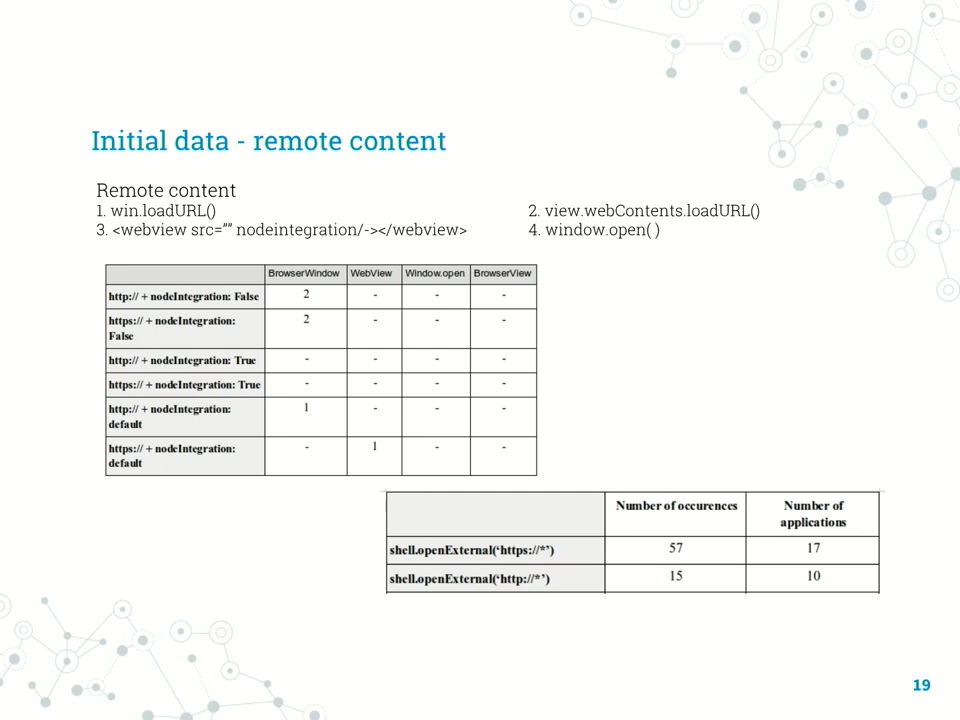 Initial data - remote content
Remote content
1. win.loadURL()
2. view.webContents.loadURL()
3. <webview src=”” nodeintegration/-></webview>
4. window.open( )
BrowserWindow WebView Window.open BrowserView
http:// + nodeIntegration: False 2 - - -
https:// + nodeIntegration: 2 - - -
False
http:// + nodeIntegration: True - - - -
https:// + nodeIntegration: True - - - -
http:// + nodeIntegration: 1 - - -
default
https:// + nodeIntegration: - 1 - -
default
Number of occurences Number of
applications
shell.openExternal(‘https://*’) 57 17
shell.openExternal(‘http://*’) 15 10
19